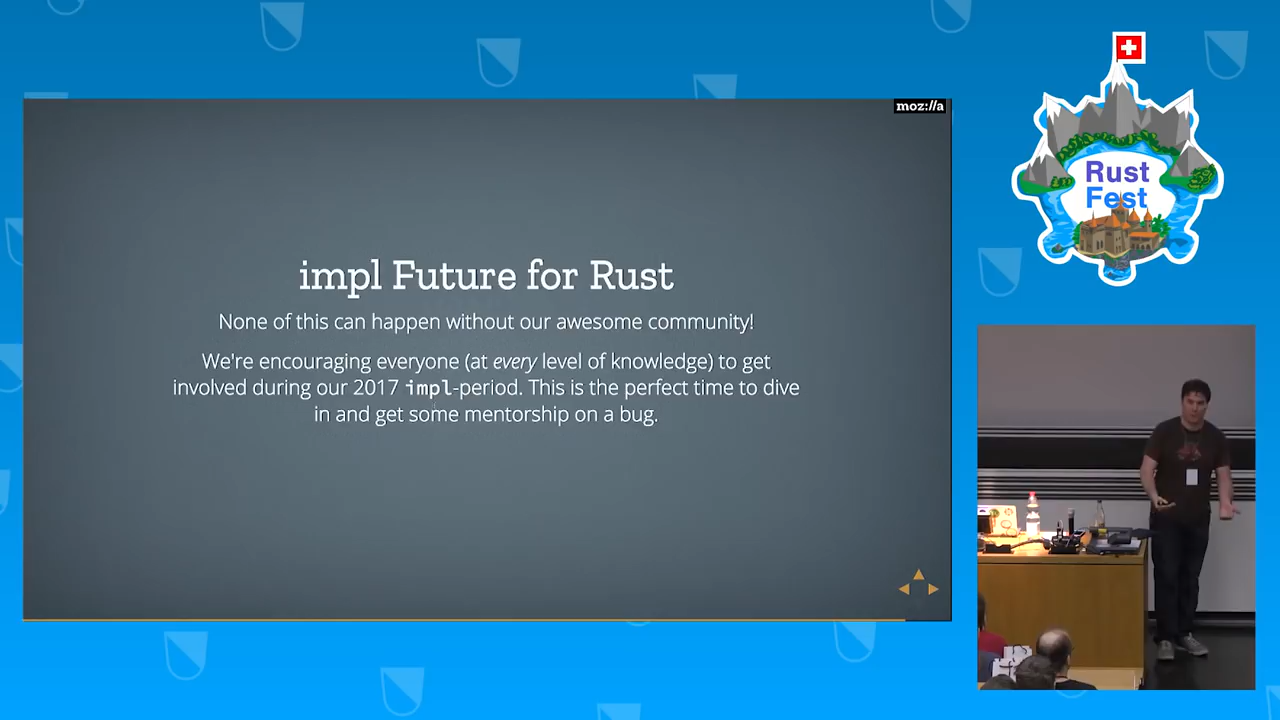 moz://a
Rust
Fest
impl Future for Rust
None of this can happen without our awesome community!
We're encouraging everyone (at every level of knowledge) to get
involved during our 2017 impl-period. This is the perfect time to dive
in and get some mentorship on a bug.